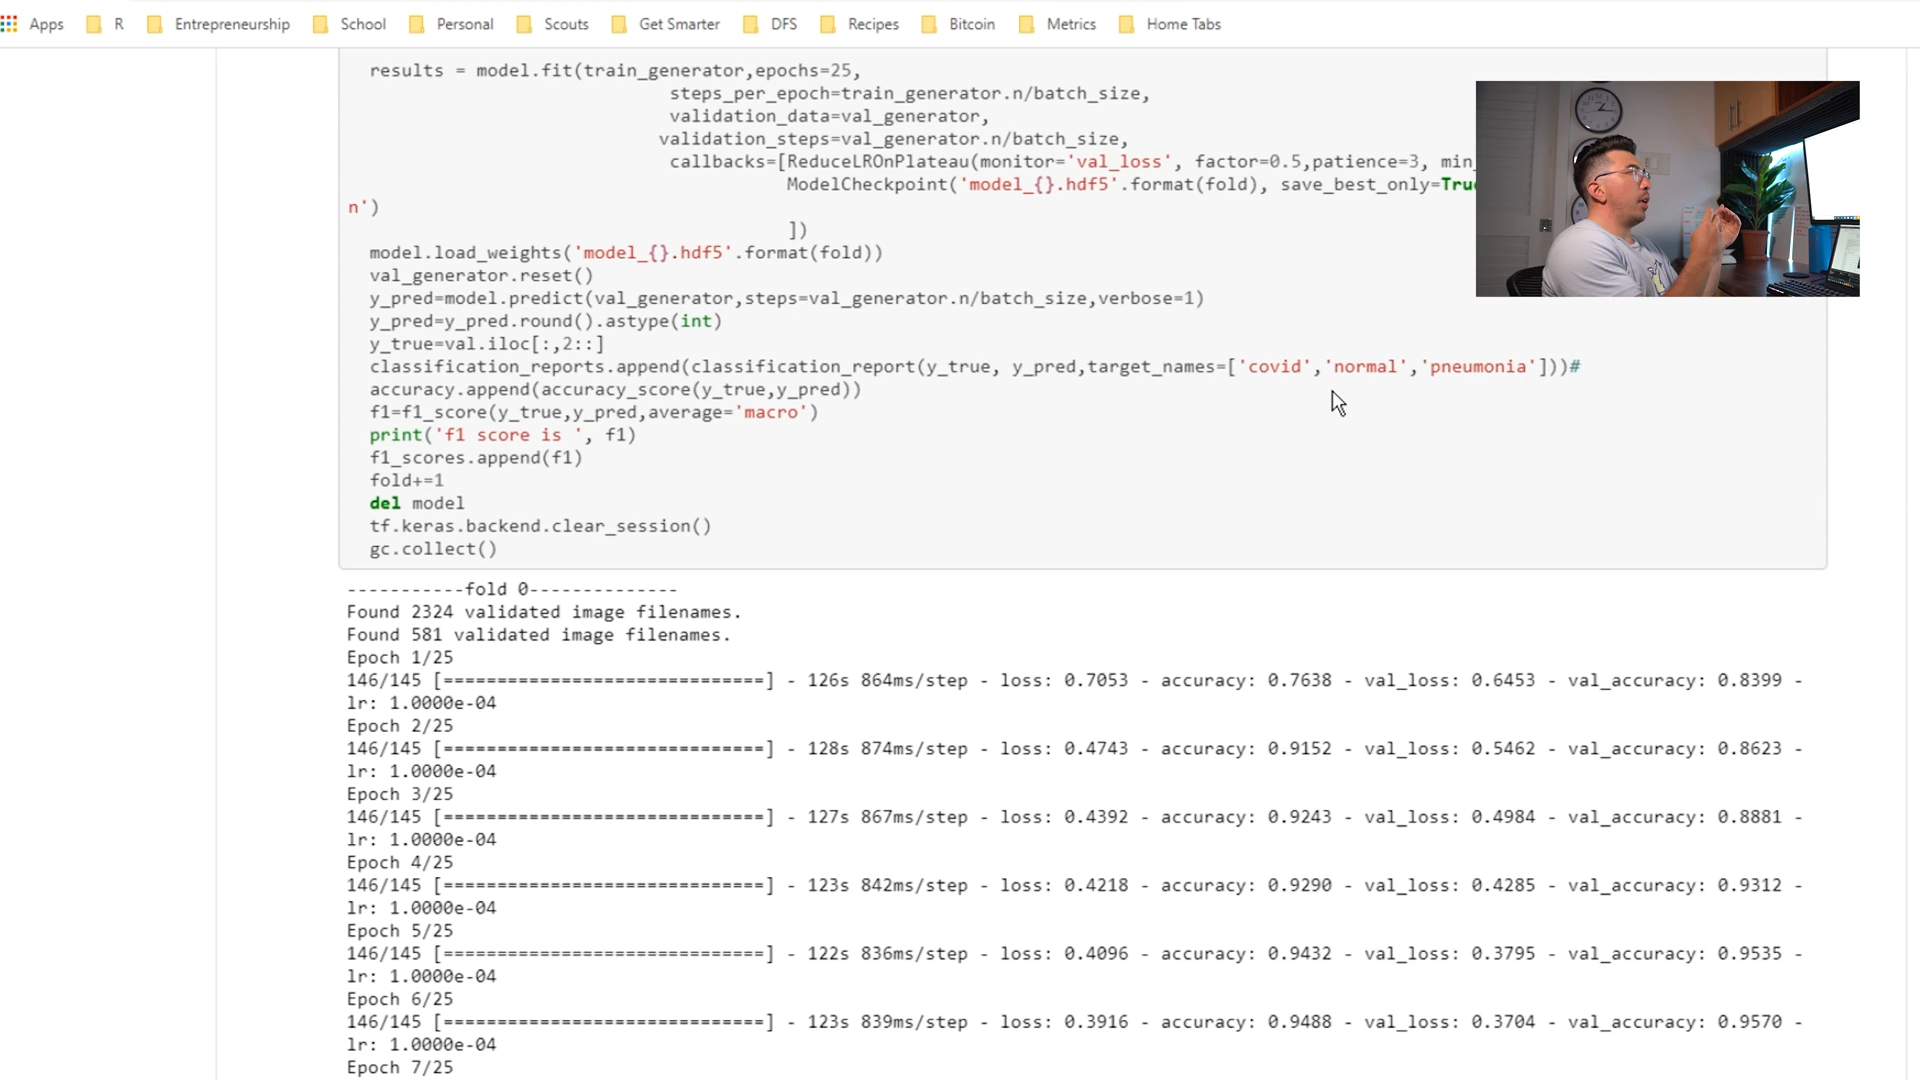 Apps R Entrepreneurship School Personal Scouts Get Smarter DFS Recipes Bitcoin Metrics Home Tabs
results = model.fit(train_generator,epochs=25,
steps_per_epoch=train_generator.n/batch_size,
validation_data=val_generator,
validation_steps=val_generator.n/batch_size,
callbacks=[ReduceLROnPlateau(monitor='val_loss', factor=0.5,patience=3, min_
ModelCheckpoint('model_{}.hdf5'.format(fold), save_best_only=True
n')
])
model.load_weights('model_{}.hdf5'.format(fold))
val_generator.reset()
y_pred=model.predict(val_generator,steps=val_generator.n/batch_size,verbose=1)
y_pred=y_pred.round().astype(int)
y_true=val.iloc[:,2::]
classification_reports.append(classification_report(y_true, y_pred,target_names=['covid','normal','pneumonia']))#
accuracy.append(accuracy_score(y_true,y_pred))
f1=f1_score(y_true,y_pred,average='macro')
print('f1 score is ', f1)
f1_scores.append(f1)
fold+=1
del model
tf.keras.backend.clear_session()
gc.collect()
-----------fold 0--------------
Found 2324 validated image filenames.
Found 581 validated image filenames.
Epoch 1/25
146/145 [==============================] - 126s 864ms/step - loss: 0.7053 - accuracy: 0.7638 - val_loss: 0.6453 - val_accuracy: 0.8399 -
lr: 1.0000e-04
Epoch 2/25
146/145 [==============================] - 128s 874ms/step - loss: 0.4743 - accuracy: 0.9152 - val_loss: 0.5462 - val_accuracy: 0.8623 -
lr: 1.0000e-04
Epoch 3/25
146/145 [==============================] - 127s 867ms/step - loss: 0.4392 - accuracy: 0.9243 - val_loss: 0.4984 - val_accuracy: 0.8881 -
lr: 1.0000e-04
Epoch 4/25
146/145 [==============================] - 123s 842ms/step - loss: 0.4218 - accuracy: 0.9290 - val_loss: 0.4285 - val_accuracy: 0.9312 -
lr: 1.0000e-04
Epoch 5/25
146/145 [==============================] - 122s 836ms/step - loss: 0.4096 - accuracy: 0.9432 - val_loss: 0.3795 - val_accuracy: 0.9535 -
lr: 1.0000e-04
Epoch 6/25
146/145 [==============================] - 123s 839ms/step - loss: 0.3916 - accuracy: 0.9488 - val_loss: 0.3704 - val_accuracy: 0.9570 -
lr: 1.0000e-04
Epoch 7/25